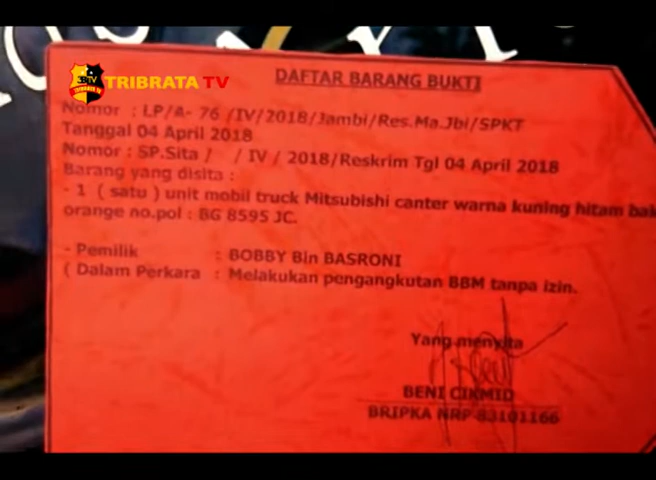 TRIBRATA TV
DAFTAR BARANG BUKTI
Nomor : LP/A- 76 /IV/2018/Jambi/Res.Ma.Jbi/SPKT
Tanggal 04 April 2018
Nomor : SP.Sita / / IV / 2018/Reskrim Tgl 04 April 2018
Barang yang disita :
- 1 ( satu ) unit mobil truck Mitsubishi canter warna kuning hitam bak
orange no.pol : BG 8595 JC.
- Pemilik : BOBBY Bin BASRONI
( Dalam Perkara : Melakukan pengangkutan BBM tanpa izin.
Yang menyita
BENI CIKMID
BRIPKA NRP 83101166